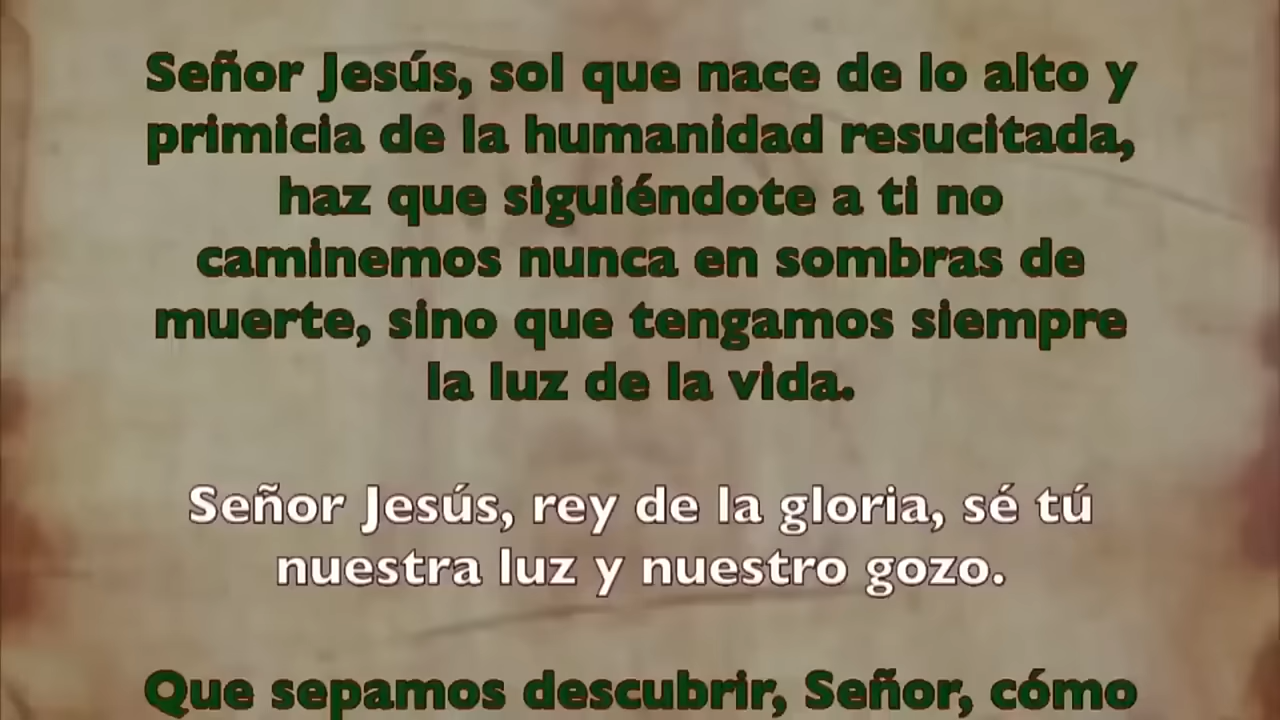 Señor Jesús, sol que nace de lo alto y
primicia de la humanidad resucitada,
haz que siguiéndote a ti no
caminemos nunca en sombras de
muerte, sino que tengamos siempre
la luz de la vida.
Señor Jesús, rey de la gloria, sé tú
nuestra luz y nuestro gozo.
Que sepamos descubrir, Señor, cómo